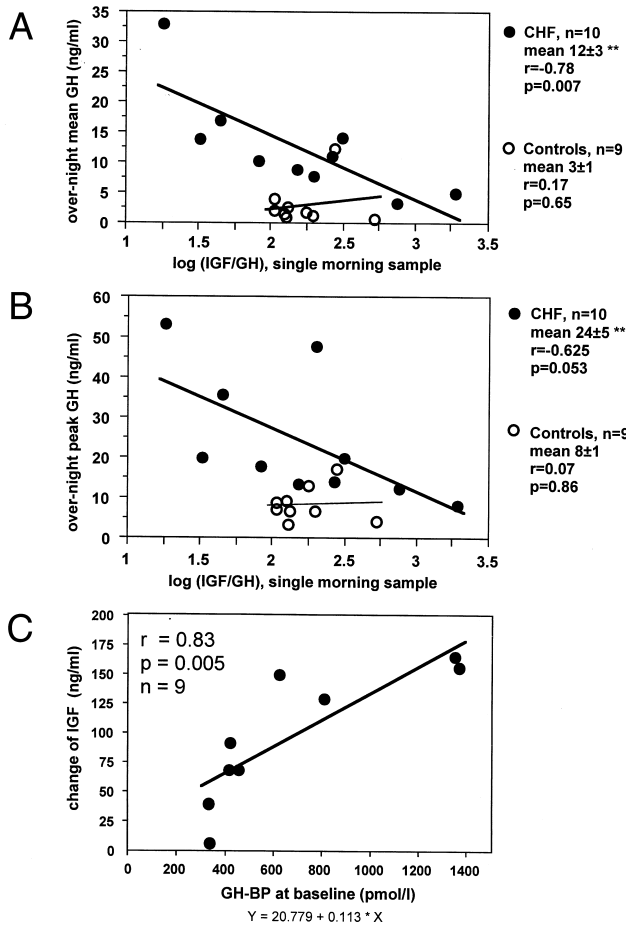 A
over-night mean GH (ng/ml)
35
30
25
20
15
10
5
0
1
1.5
2
2.5
3
3.5
log (IGF/GH), single morning sample
CHF, n=10
mean 12±3 **
r=-0.78
p=0.007
Controls, n=9
mean 3±1
r=0.17
p=0.65
B
over-night peak GH (ng/ml)
60
50
40
30
20
10
0
1
1.5
2
2.5
3
3.5
log (IGF/GH), single morning sample
CHF, n=10
mean 24±5 **
r=-0.625
p=0.053
Controls, n=9
mean 8±1
r=0.07
p=0.86
C
change of IGF (ng/ml)
200
175
150
125
100
75
50
25
0
r = 0.83
p = 0.005
n = 9
0
200
400
600
800
1000
1200
1400
GH-BP at baseline (pmol/l)
Y = 20.779 + 0.113 * X